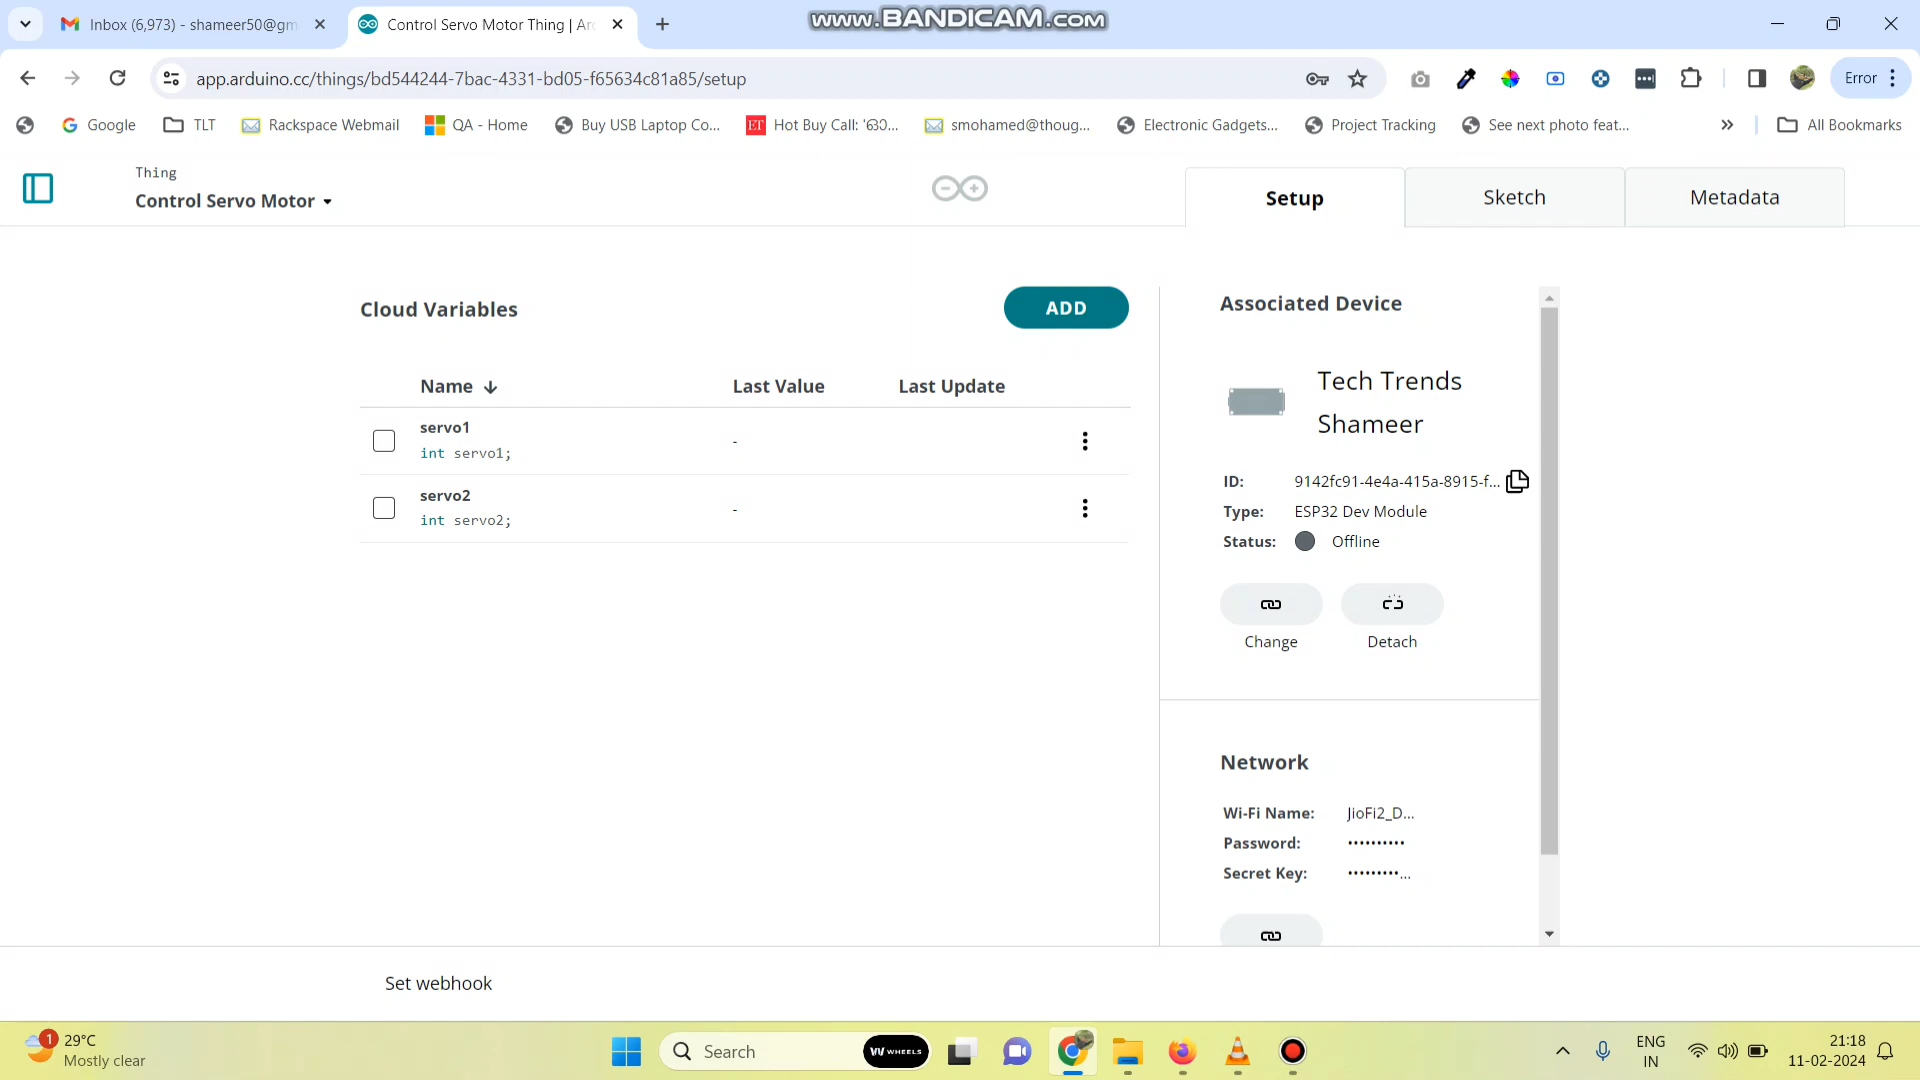 Inbox (6,973) - shameer50@gm
Control Servo Motor Thing | Ar
www.BANDICAM.com
app.arduino.cc/things/bd544244-7bac-4331-bd05-f65634c81a85/setup
Error
Google
TLT
Rackspace Webmail
QA - Home
Buy USB Laptop Co...
ET
Hot Buy Call: '630...
smohamed@thoug...
Electronic Gadgets...
Project Tracking
See next photo feat...
All Bookmarks
Thing
Control Servo Motor
Setup
Sketch
Metadata
Cloud Variables
ADD
Name
Last Value
Last Update
servo1
int servo1;
-
servo2
int servo2;
-
Associated Device
Tech Trends
Shameer
ID: 9142fc91-4e4a-415a-8915-f...
Type: ESP32 Dev Module
Status: Offline
Change
Detach
Network
Wi-Fi Name: JioFi2_D...
Password: ••••••••••
Secret Key: •••••••••...
Set webhook
1
29°C
Mostly clear
Search
WHEELS
ENG
IN
21:18
11-02-2024